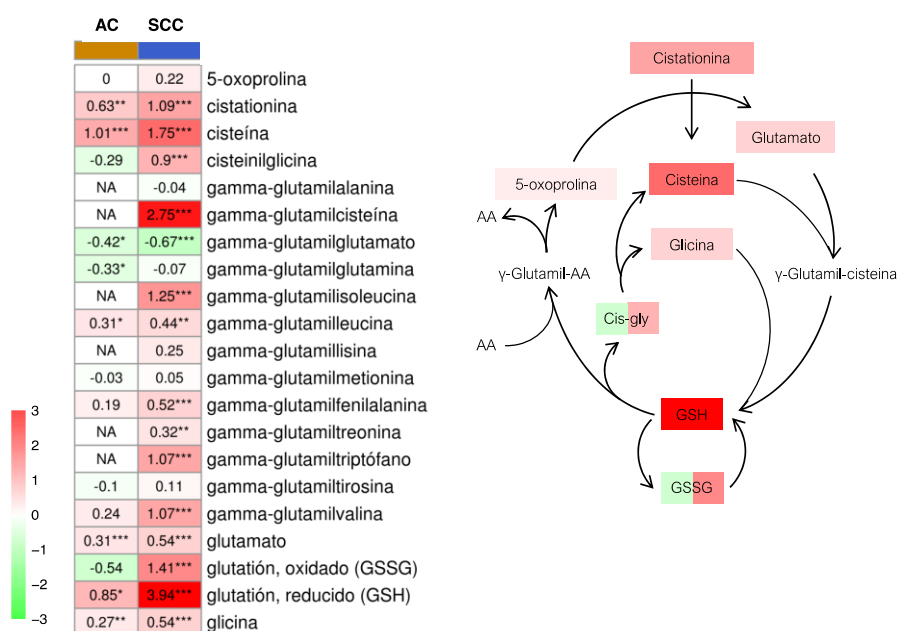 AC SCC
0 0.22 5-oxoprolina
0.63** 1.09*** cistationina
1.01*** 1.75*** cisteína
-0.29 0.9*** cisteinilglicina
NA -0.04 gamma-glutamilalanina
NA 2.75*** gamma-glutamilcisteína
-0.42* -0.67*** gamma-glutamilglutamato
-0.33* -0.07 gamma-glutamilglutamina
NA 1.25*** gamma-glutamilisoleucina
0.31* 0.44** gamma-glutamilleucina
NA 0.25 gamma-glutamillisina
-0.03 0.05 gamma-glutamilmetionina
0.19 0.52*** gamma-glutamilfenilalanina
NA 0.32** gamma-glutamiltreonina
NA 1.07*** gamma-glutamiltriptófano
-0.1 0.11 gamma-glutamiltirosina
0.24 1.07*** gamma-glutamilvalina
0.31*** 0.54*** glutamato
-0.54 1.41*** glutatión, oxidado (GSSG)
0.85* 3.94*** glutatión, reducido (GSH)
0.27** 0.54*** glicina
3
2
1
0
−1
−2
−3
Cistationina
Glutamato
5-oxoprolina
Cisteina
AA
Glicina
γ-Glutamil-AA
γ-Glutamil-cisteina
Cis-gly
AA
GSH
GSSG